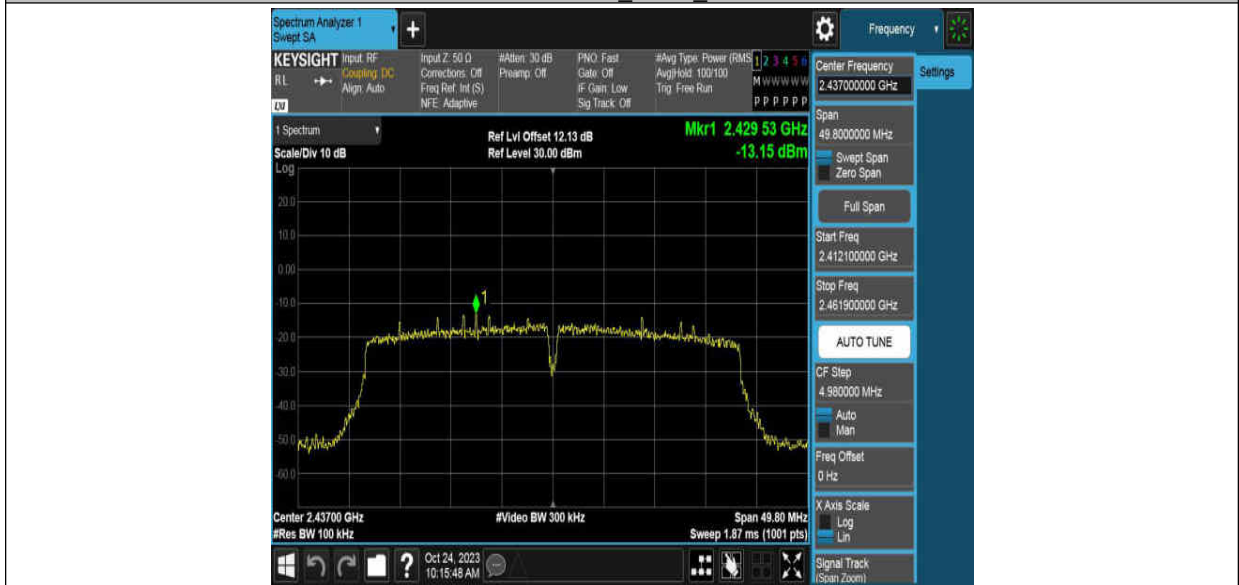 Spectrum Analyzer 1
Swept SA
+
Frequency
KEYSIGHT
RL
LXI
Input: RF
Coupling: DC
Align: Auto
Input Z: 50 Ω
Corrections: Off
Freq Ref: Int (S)
NFE: Adaptive
#Atten: 30 dB
Preamp: Off
PNO: Fast
Gate: Off
IF Gain: Low
Sig Track: Off
#Avg Type: Power (RMS
Avg|Hold: 100/100
Trig: Free Run
1 2 3 4 5 6
M W W W W W
P P P P P P
1 Spectrum
Scale/Div 10 dB
Log
Ref Lvl Offset 12.13 dB
Ref Level 30.00 dBm
Mkr1 2.429 53 GHz
-13.15 dBm
20.0
10.0
0.00
-10.0
-20.0
-30.0
-40.0
-50.0
-60.0
1
Center 2.43700 GHz
#Res BW 100 kHz
#Video BW 300 kHz
Span 49.80 MHz
Sweep 1.87 ms (1001 pts)
Center Frequency
2.437000000 GHz
Settings
Span
49.8000000 MHz
Swept Span
Zero Span
Full Span
Start Freq
2.412100000 GHz
Stop Freq
2.461900000 GHz
AUTO TUNE
CF Step
4.980000 MHz
Auto
Man
Freq Offset
0 Hz
X Axis Scale
Log
Lin
Signal Track
(Span Zoom)
?
Oct 24, 2023
10:15:48 AM